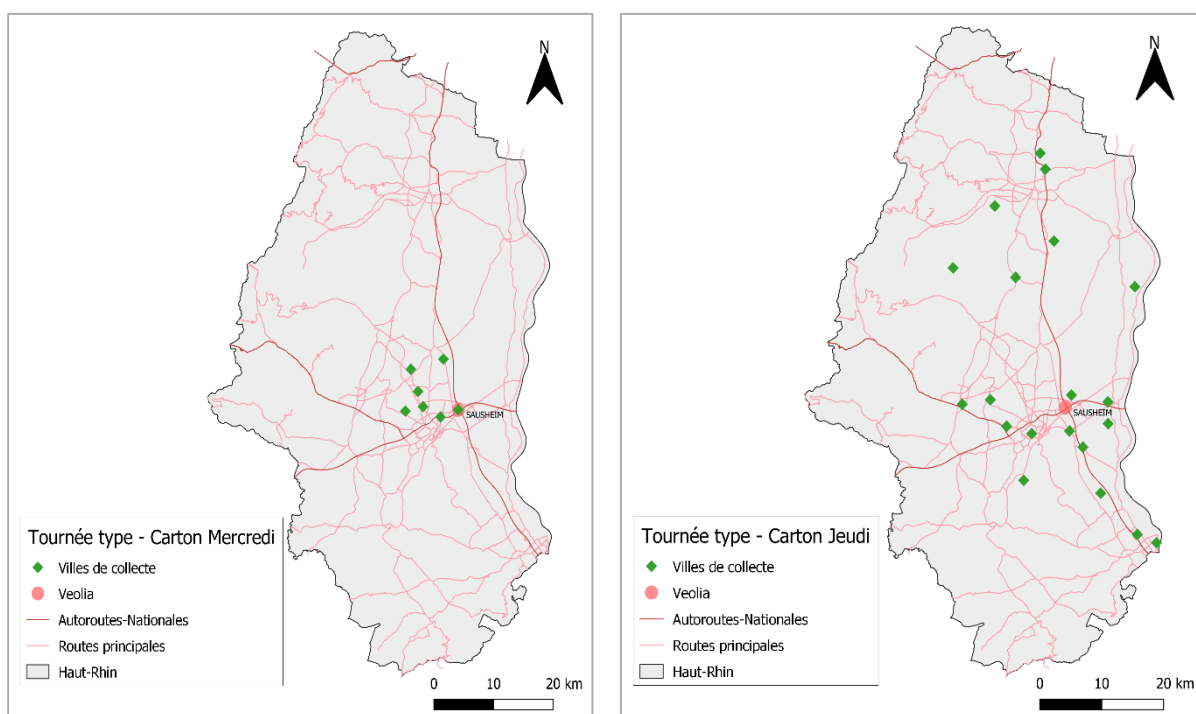 N
SAUSHEIM
Tournée type - Carton Mercredi
Villes de collecte
Veolia
Autoroutes-Nationales
Routes principales
Haut-Rhin
0 10 20 km
N
SAUSHEIM
Tournée type - Carton Jeudi
Villes de collecte
Veolia
Autoroutes-Nationales
Routes principales
Haut-Rhin
0 10 20 km